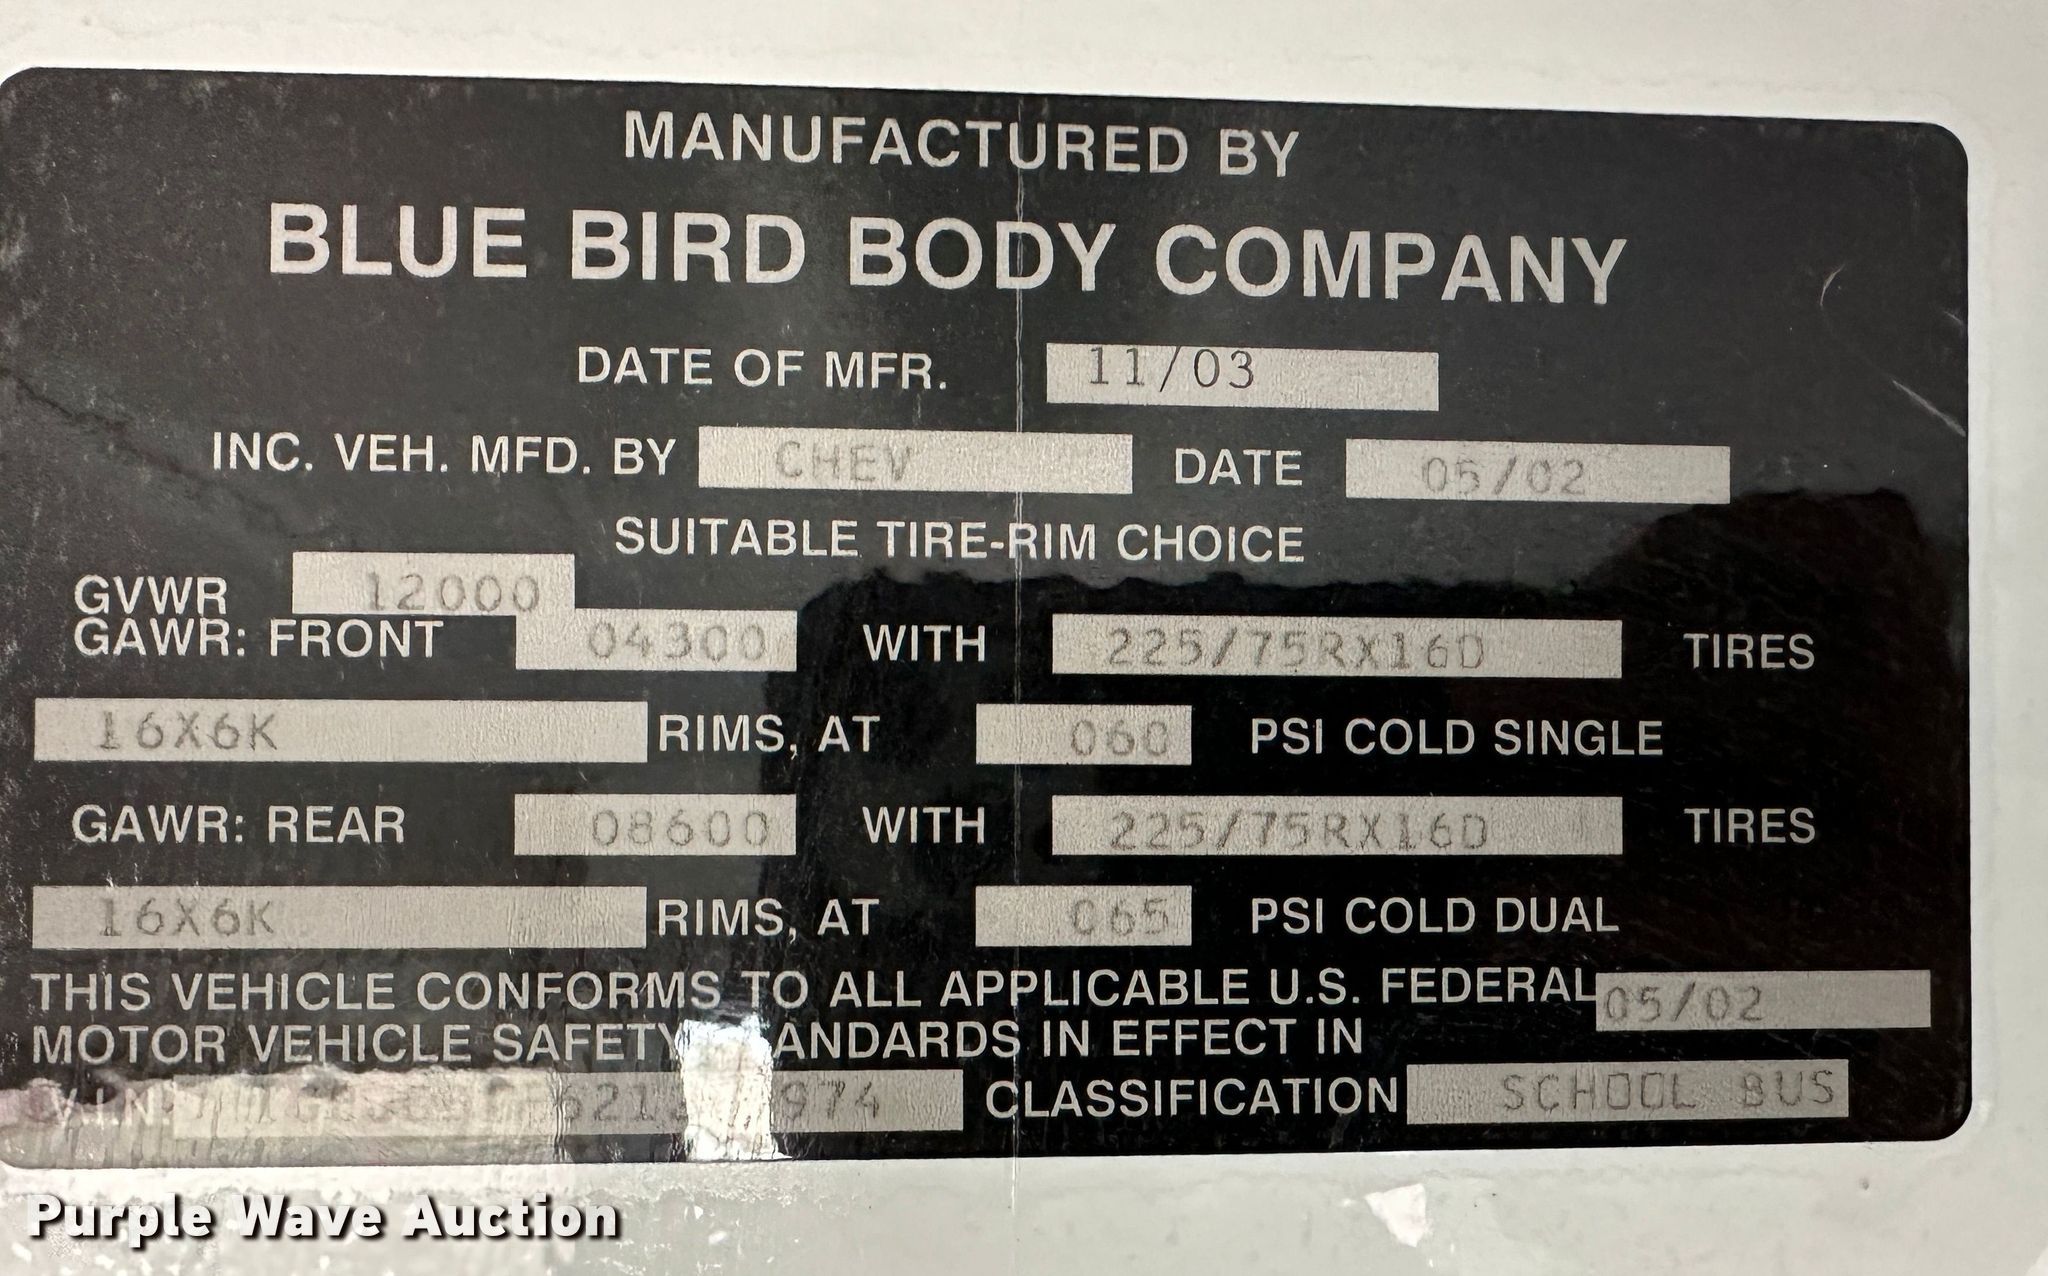 MANUFACTURED BY
BLUE BIRD BODY COMPANY
DATE OF MFR. 11/03
INC. VEH. MFD. BY CHEV DATE 05/02
SUITABLE TIRE-RIM CHOICE
GVWR 12000
GAWR: FRONT 04300 WITH 225/75RX16D TIRES
16X6K RIMS, AT 060 PSI COLD SINGLE
GAWR: REAR 08600 WITH 225/75RX16D TIRES
16X6K RIMS, AT 065 PSI COLD DUAL
THIS VEHICLE CONFORMS TO ALL APPLICABLE U.S. FEDERAL 05/02
MOTOR VEHICLE SAFETY IN EFFECT IN
V.I.N. CLASSIFICATION SCHOOL BUS
Purple Wave Auction